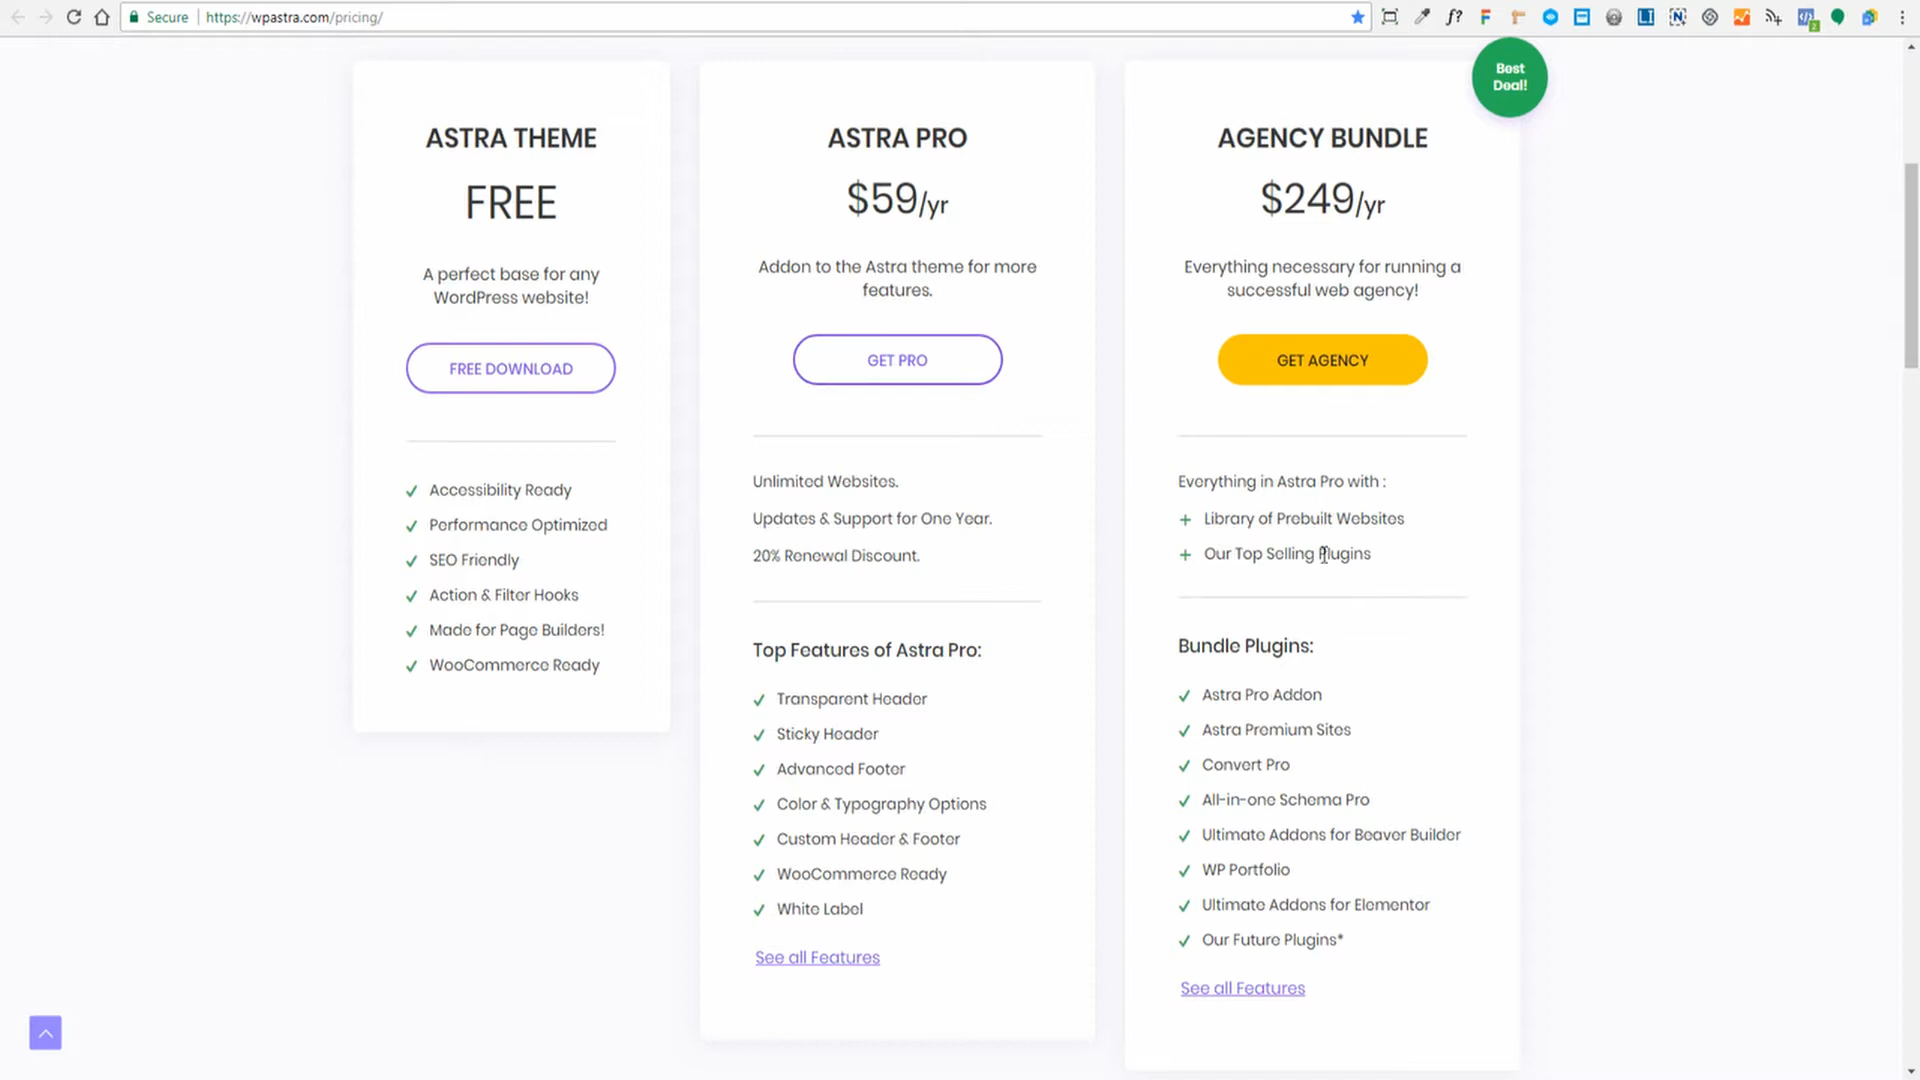 Secure
https://wpastra.com/pricing/
Best
Deal!
ASTRA THEME
FREE
A perfect base for any
WordPress website!
FREE DOWNLOAD
Accessibility Ready
Performance Optimized
SEO Friendly
Action & Filter Hooks
Made for Page Builders!
WooCommerce Ready
ASTRA PRO
$59/yr
Addon to the Astra theme for more
features.
GET PRO
Unlimited Websites.
Updates & Support for One Year.
20% Renewal Discount.
Top Features of Astra Pro:
Transparent Header
Sticky Header
Advanced Footer
Color & Typography Options
Custom Header & Footer
WooCommerce Ready
White Label
See all Features
AGENCY BUNDLE
$249/yr
Everything necessary for running a
successful web agency!
GET AGENCY
Everything in Astra Pro with :
+ Library of Prebuilt Websites
+ Our Top Selling Plugins
Bundle Plugins:
Astra Pro Addon
Astra Premium Sites
Convert Pro
All-in-one Schema Pro
Ultimate Addons for Beaver Builder
WP Portfolio
Ultimate Addons for Elementor
Our Future Plugins*
See all Features